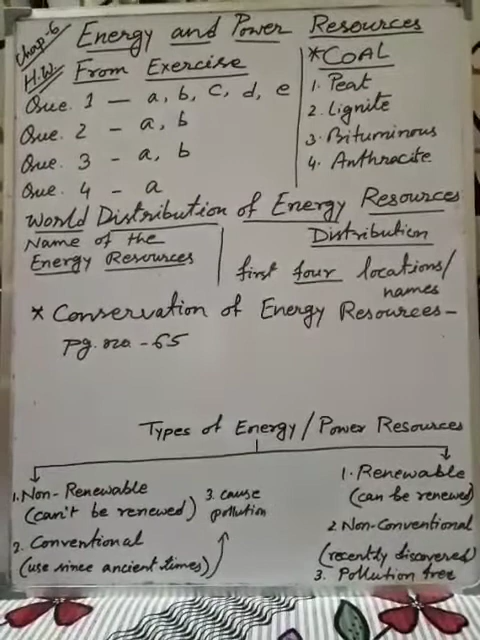 Chap-6
Energy and Power Resources
H.W.
From Exercise
Que. 1 — a, b, c, d, e
Que. 2 - a, b
Que. 3 - a, b
Que. 4 - a
*COAL
1. Peat
2. Lignite
3. Bituminous
4. Anthracite
World Distribution of Energy Resources
Name of the
Energy Resources
Distribution
first four locations/
names
* Conservation of Energy Resources—
Pg. no. - 65
Types of Energy/Power Resources
1. Non-Renewable
(can't be renewed)
2. Conventional
(use since ancient times)
3. cause
pollution
1. Renewable
(can be renewed)
2. Non-Conventional
(recently discovered)
3. Pollution free